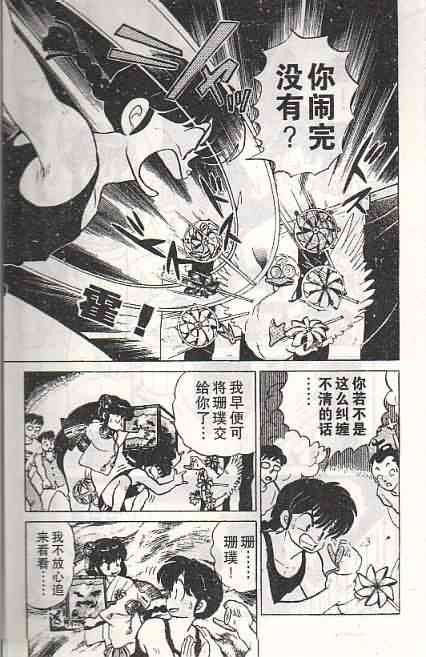 你闹完
没有？
霍！
你若不是
这么纠缠
不清的话
……
我早便可
将珊璞交
给你了…
珊……
珊璞！
我不放心追
来看看……